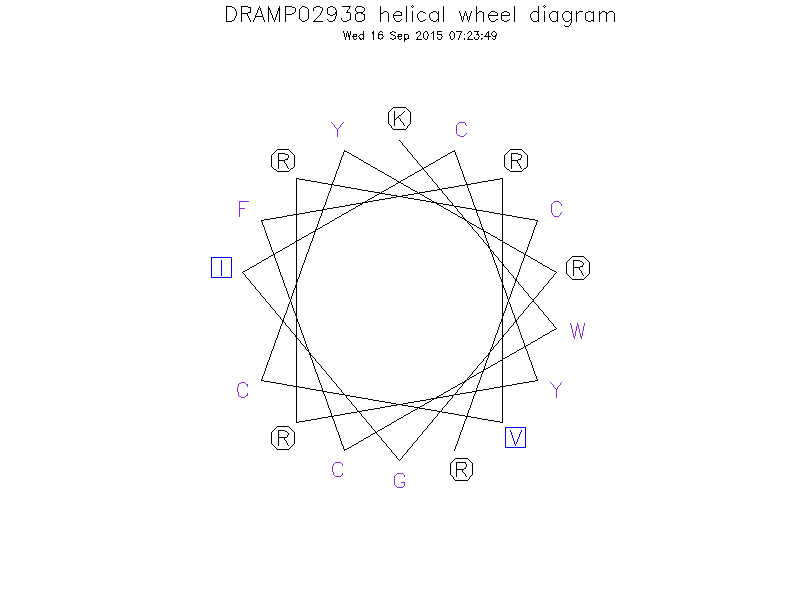 DRAMP02938 helical wheel diagram
Wed 16 Sep 2015 07:23:49
K
Y C
R R
F C
I R
W
C Y
R V
C G R